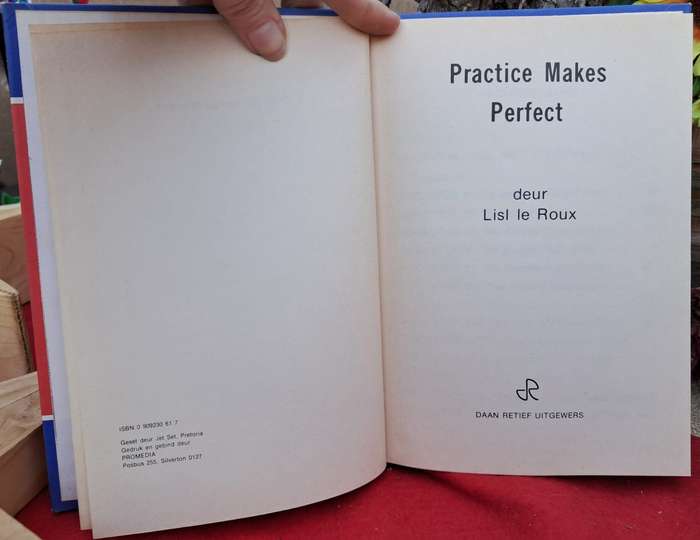 ISBN 0 909230 61 7
Geset deur Jet Set, Pretoria
Gedruk en gebind deur
PROMEDIA
Posbus 255, Silverton 0127
Practice Makes
Perfect
deur
Lisl le Roux
DAAN RETIEF UITGEWERS